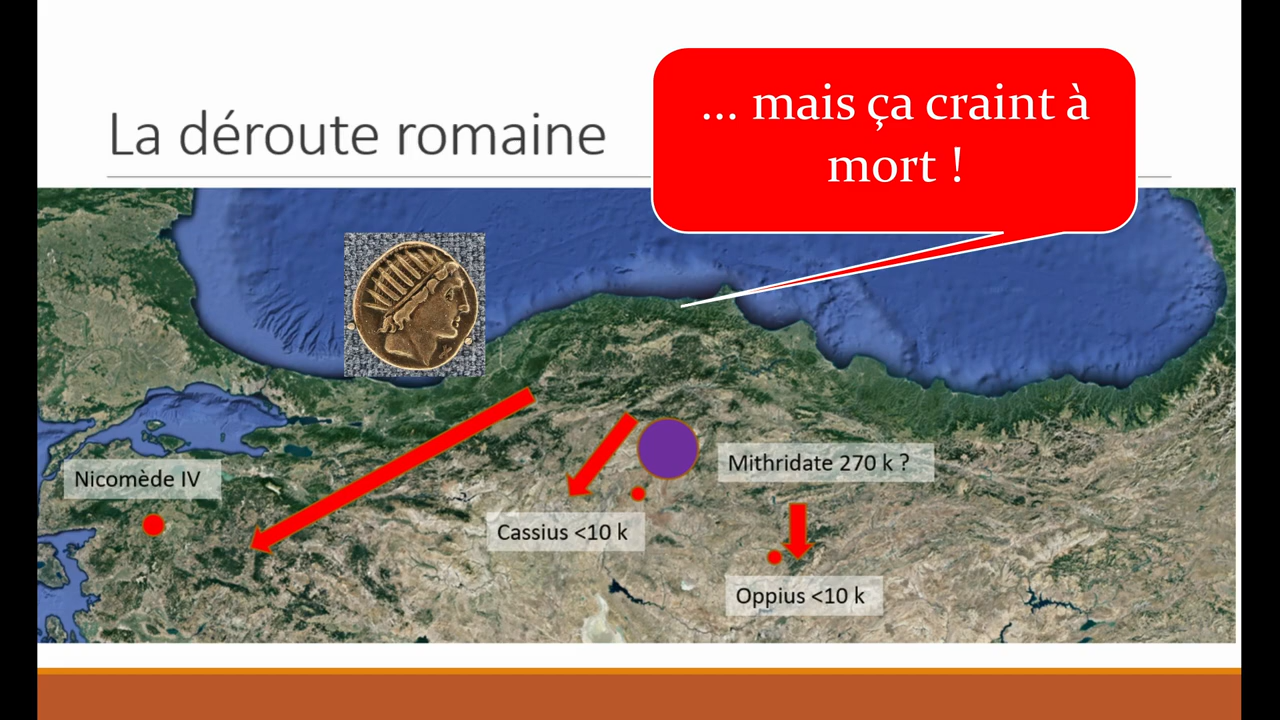 La déroute romaine
... mais ça craint à
mort !
Nicomède IV
Mithridate 270 k ?
Cassius <10 k
Oppius <10 k